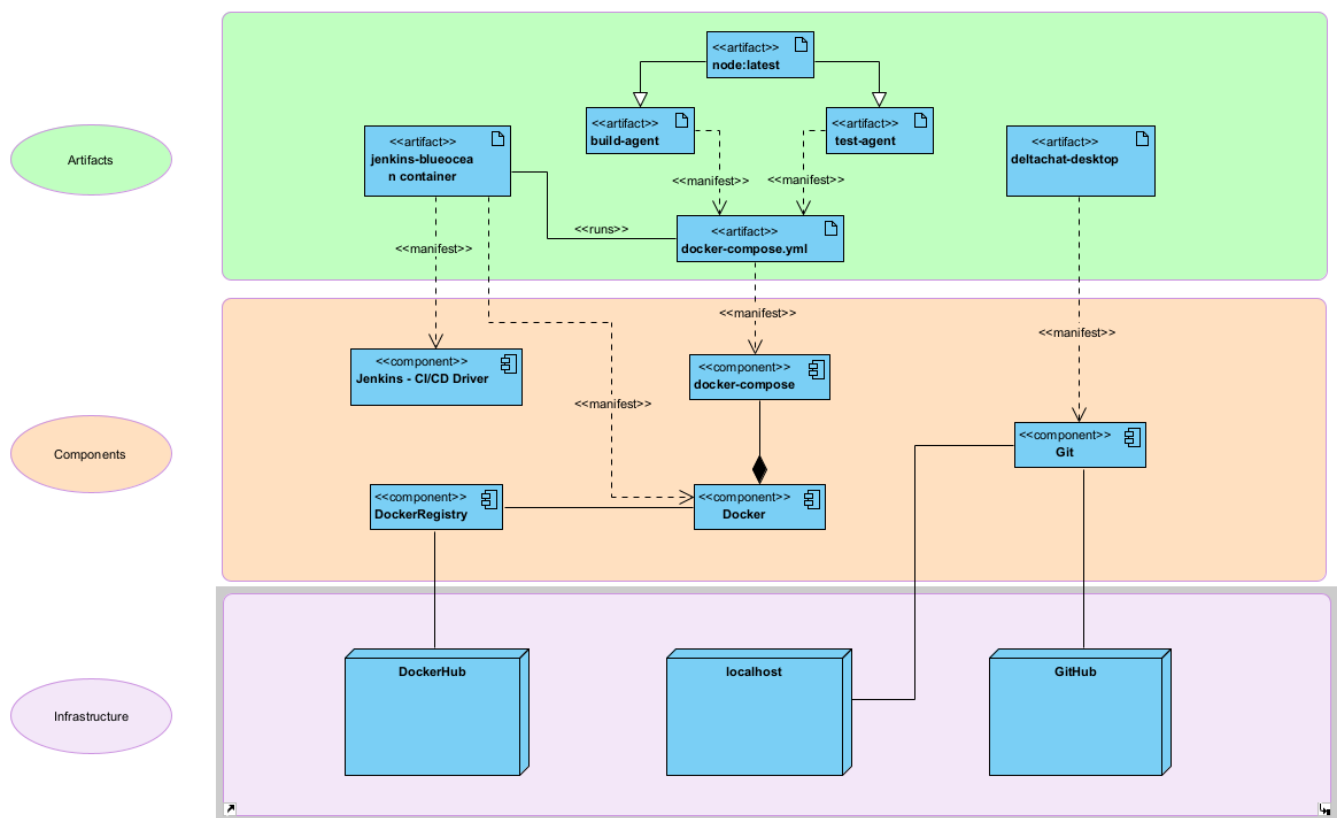 <<artifact>>
node:latest
<<artifact>>
build-agent
<<artifact>>
test-agent
<<artifact>>
jenkins-blueocea
n container
<<artifact>>
deltachat-desktop
Artifacts
<<manifest>>
<<manifest>>
<<runs>>
<<artifact>>
docker-compose.yml
<<manifest>>
<<manifest>>
<<manifest>>
<<component>>
Jenkins - CI/CD Driver
<<component>>
docker-compose
<<manifest>>
<<component>>
Git
Components
<<component>>
DockerRegistry
<<component>>
Docker
DockerHub
localhost
GitHub
Infrastructure